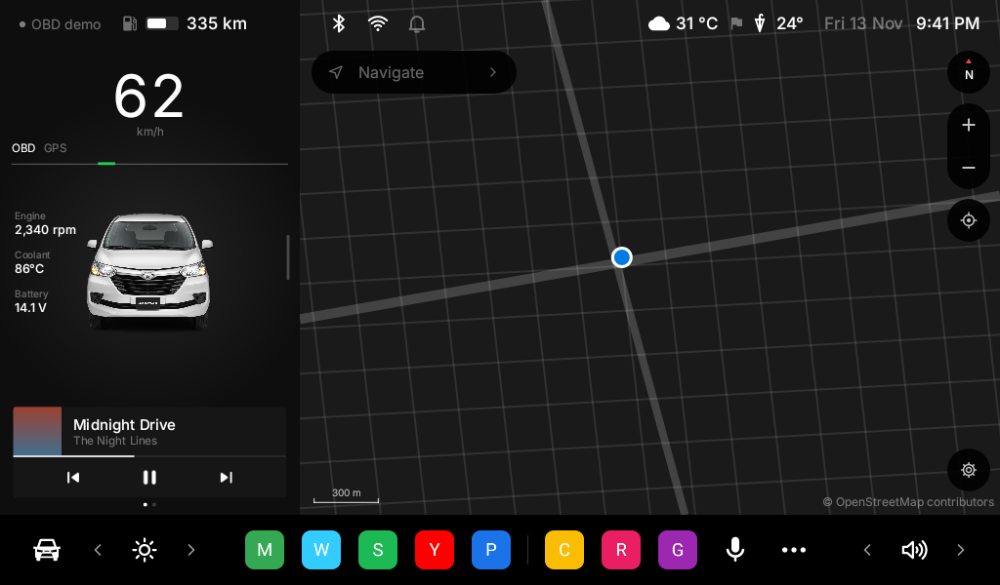 OBD demo
335 km
31 °C
24°
Fri 13 Nov
9:41 PM
62
km/h
OBD GPS
Navigate
N
Engine
2,340 rpm
Coolant
86°C
Battery
14.1 V
Midnight Drive
The Night Lines
300 m
© OpenStreetMap contributors
M W S Y P C R G